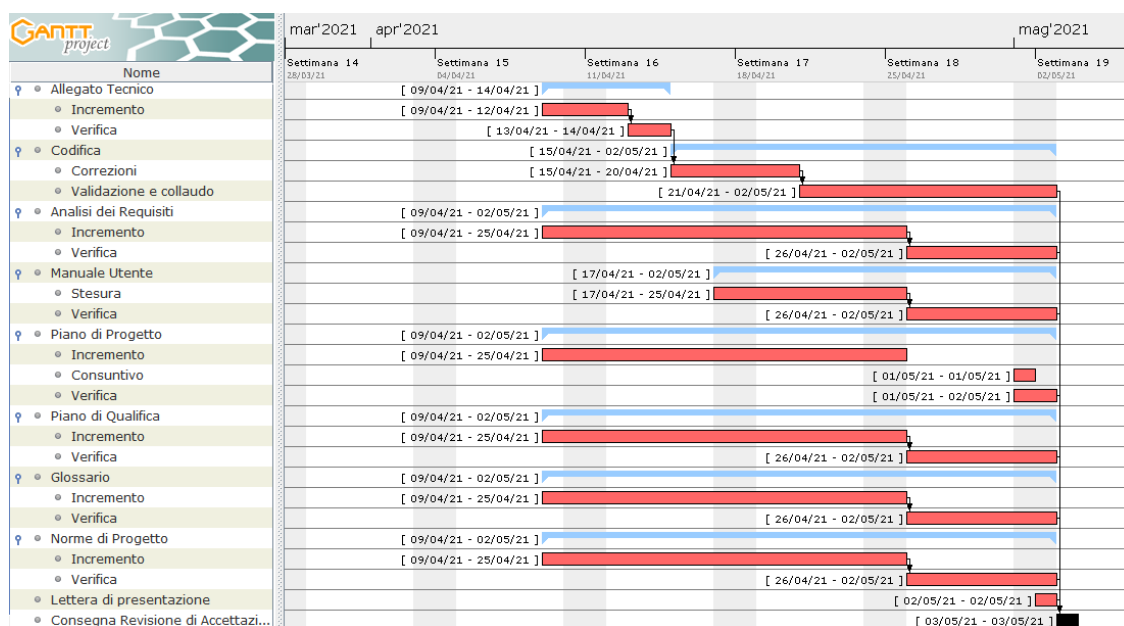 GANTT project
mar'2021 apr'2021 mag'2021
Settimana 14 Settimana 15 Settimana 16 Settimana 17 Settimana 18 Settimana 19
28/03/21 04/04/21 11/04/21 18/04/21 25/04/21 02/05/21
Nome
Allegato Tecnico [ 09/04/21 - 14/04/21 ]
Incremento [ 09/04/21 - 12/04/21 ]
Verifica [ 13/04/21 - 14/04/21 ]
Codifica [ 15/04/21 - 02/05/21 ]
Correzioni [ 15/04/21 - 20/04/21 ]
Validazione e collaudo [ 21/04/21 - 02/05/21 ]
Analisi dei Requisiti [ 09/04/21 - 02/05/21 ]
Incremento [ 09/04/21 - 25/04/21 ]
Verifica [ 26/04/21 - 02/05/21 ]
Manuale Utente [ 17/04/21 - 02/05/21 ]
Stesura [ 17/04/21 - 25/04/21 ]
Verifica [ 26/04/21 - 02/05/21 ]
Piano di Progetto [ 09/04/21 - 02/05/21 ]
Incremento [ 09/04/21 - 25/04/21 ]
Consuntivo [ 01/05/21 - 01/05/21 ]
Verifica [ 01/05/21 - 02/05/21 ]
Piano di Qualifica [ 09/04/21 - 02/05/21 ]
Incremento [ 09/04/21 - 25/04/21 ]
Verifica [ 26/04/21 - 02/05/21 ]
Glossario [ 09/04/21 - 02/05/21 ]
Incremento [ 09/04/21 - 25/04/21 ]
Verifica [ 26/04/21 - 02/05/21 ]
Norme di Progetto [ 09/04/21 - 02/05/21 ]
Incremento [ 09/04/21 - 25/04/21 ]
Verifica [ 26/04/21 - 02/05/21 ]
Lettera di presentazione [ 02/05/21 - 02/05/21 ]
Consegna Revisione di Accettazi... [ 03/05/21 - 03/05/21 ]